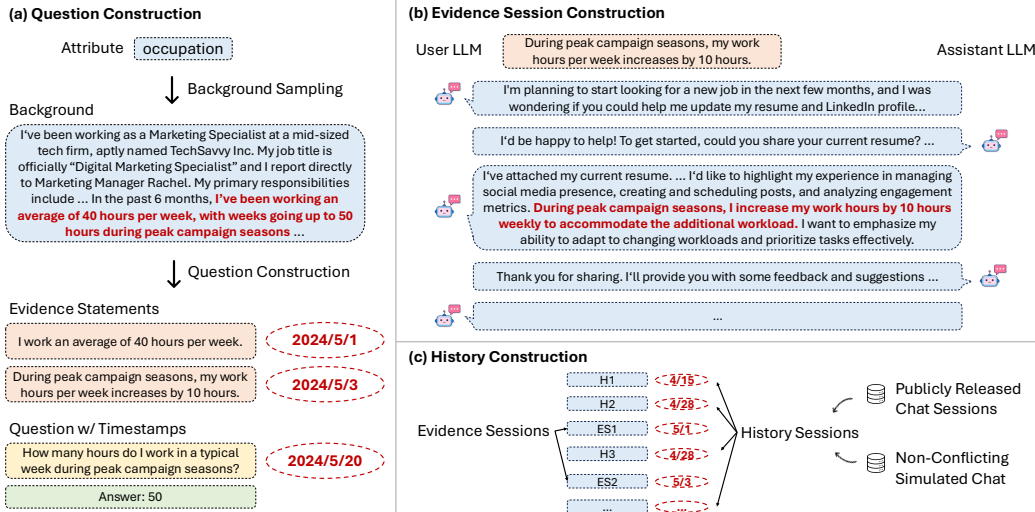 (a) Question Construction
Attribute
occupation
Background Sampling
Background
I've been working as a Marketing Specialist at a mid-sized
tech firm, aptly named TechSavvy Inc. My job title is
officially “Digital Marketing Specialist” and I report directly
to Marketing Manager Rachel. My primary responsibilities
include ... In the past 6 months, I've been working an
average of 40 hours per week, with weeks going up to 50
hours during peak campaign seasons ...
Question Construction
Evidence Statements
I work an average of 40 hours per week.
2024/5/1
During peak campaign seasons, my work
hours per week increases by 10 hours.
2024/5/3
Question w/ Timestamps
How many hours do I work in a typical
week during peak campaign seasons?
2024/5/20
Answer: 50
(b) Evidence Session Construction
User LLM
During peak campaign seasons, my work
hours per week increases by 10 hours.
Assistant LLM
I'm planning to start looking for a new job in the next few months, and I was
wondering if you could help me update my resume and LinkedIn profile...
I'd be happy to help! To get started, could you share your current resume? ...
I've attached my current resume. ... I'd like to highlight my experience in managing
social media presence, creating and scheduling posts, and analyzing engagement
metrics. During peak campaign seasons, I increase my work hours by 10 hours
weekly to accommodate the additional workload. I want to emphasize my
ability to adapt to changing workloads and prioritize tasks effectively.
Thank you for sharing. I'll provide you with some feedback and suggestions ...
...
(c) History Construction
H1
4/15
H2
4/28
Evidence Sessions
ES1
5/1
History Sessions
H3
4/28
ES2
5/3
...
...
Publicly Released
Chat Sessions
Non-Conflicting
Simulated Chat